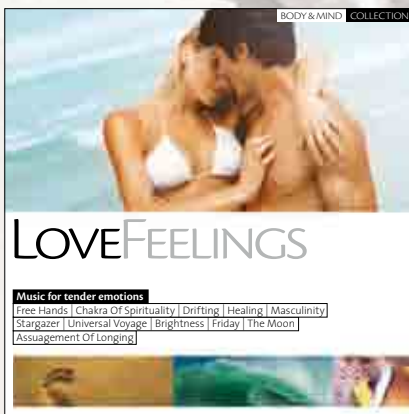 BODY & MIND COLLECTION
LOVEFEELINGS
Music for tender emotions
Free Hands | Chakra Of Spirituality | Drifting | Healing | Masculinity
Stargazer | Universal Voyage | Brightness | Friday | The Moon
Assuagement Of Longing